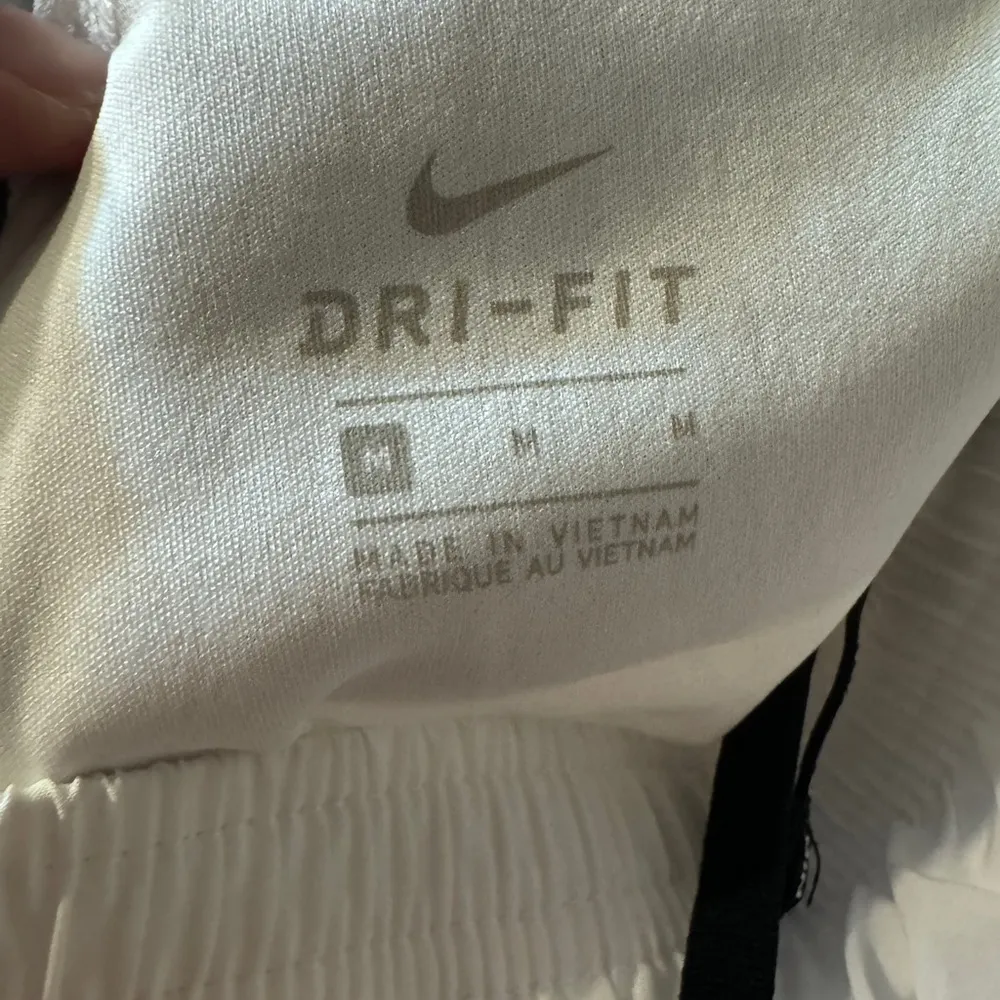 DRI-FIT
M M M
MADE IN VIETNAM
FABRIQUE AU VIETNAM